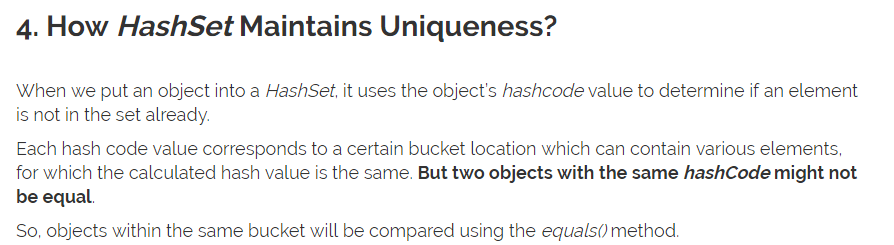 4. How HashSet Maintains Uniqueness?
When we put an object into a HashSet, it uses the object's hashcode value to determine if an element
is not in the set already.
Each hash code value corresponds to a certain bucket location which can contain various elements,
for which the calculated hash value is the same. But two objects with the same hashCode might not
be equal.
So, objects within the same bucket will be compared using the equals() method.